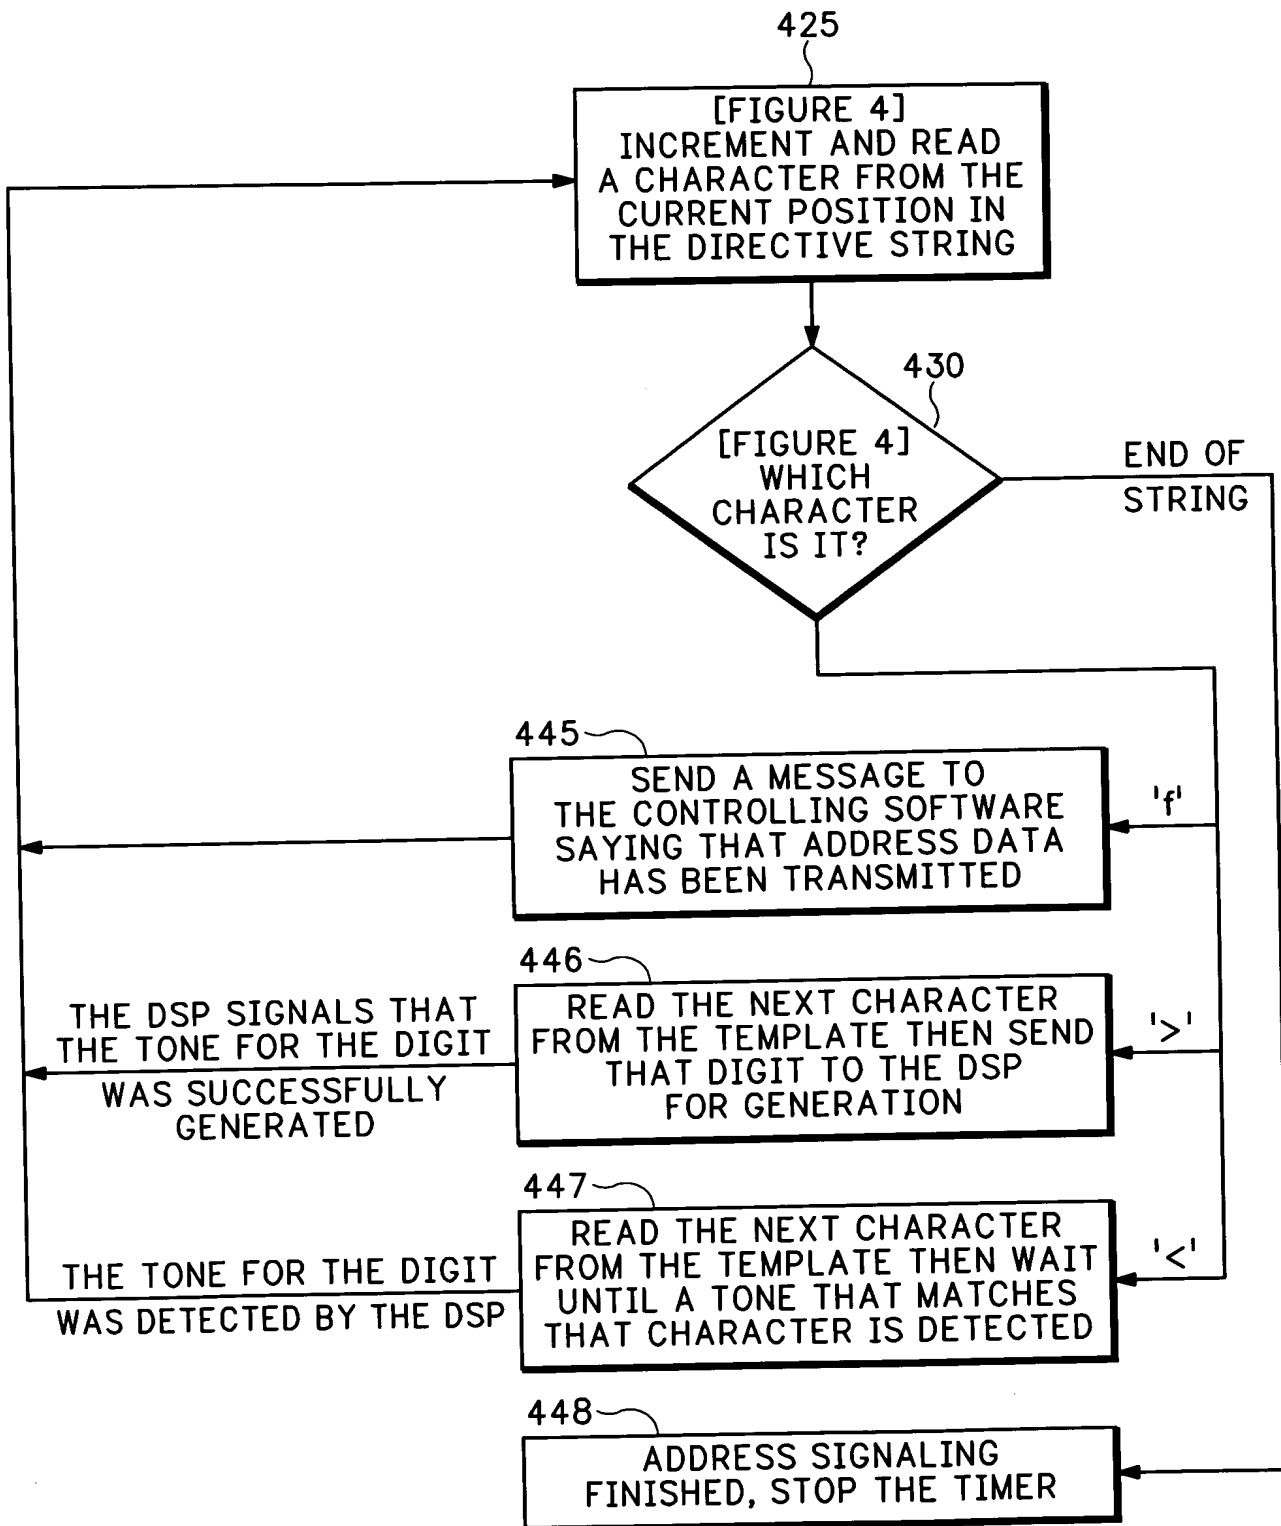 425
[FIGURE 4]
INCREMENT AND READ
A CHARACTER FROM THE
CURRENT POSITION IN
THE DIRECTIVE STRING
430
[FIGURE 4]
WHICH
CHARACTER
IS IT?
END OF
STRING
445
SEND A MESSAGE TO
THE CONTROLLING SOFTWARE
SAYING THAT ADDRESS DATA
HAS BEEN TRANSMITTED
'f'
446
READ THE NEXT CHARACTER
FROM THE TEMPLATE THEN SEND
THAT DIGIT TO THE DSP
FOR GENERATION
'>'
THE DSP SIGNALS THAT
THE TONE FOR THE DIGIT
WAS SUCCESSFULLY
GENERATED
447
READ THE NEXT CHARACTER
FROM THE TEMPLATE THEN WAIT
UNTIL A TONE THAT MATCHES
THAT CHARACTER IS DETECTED
'<'
THE TONE FOR THE DIGIT
WAS DETECTED BY THE DSP
448
ADDRESS SIGNALING
FINISHED, STOP THE TIMER